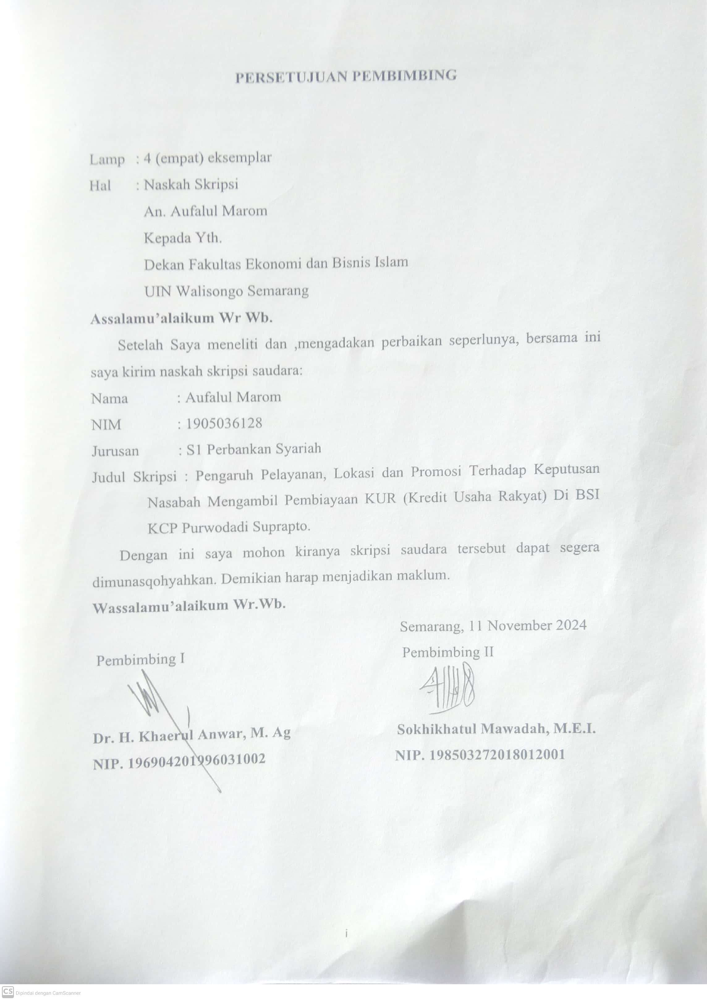 PERSETUJUAN PEMBIMBING
Lamp : 4 (empat) eksemplar
Hal : Naskah Skripsi
An. Aufalul Marom
Kepada Yth.
Dekan Fakultas Ekonomi dan Bisnis Islam
UIN Walisongo Semarang
Assalamu’alaikum Wr Wb.
Setelah Saya meneliti dan ,mengadakan perbaikan seperlunya, bersama ini
saya kirim naskah skripsi saudara:
Nama : Aufalul Marom
NIM : 1905036128
Jurusan : S1 Perbankan Syariah
Judul Skripsi : Pengaruh Pelayanan, Lokasi dan Promosi Terhadap Keputusan
Nasabah Mengambil Pembiayaan KUR (Kredit Usaha Rakyat) Di BSI
KCP Purwodadi Suprapto.
Dengan ini saya mohon kiranya skripsi saudara tersebut dapat segera
dimunasqohyahkan. Demikian harap menjadikan maklum.
Wassalamu’alaikum Wr.Wb.
Semarang, 11 November 2024
Pembimbing I
Pembimbing II
Dr. H. Khaerul Anwar, M. Ag
Sokhikhatul Mawadah, M.E.I.
NIP. 196904201996031002
NIP. 198503272018012001
i
CS Dipindai dengan CamScanner